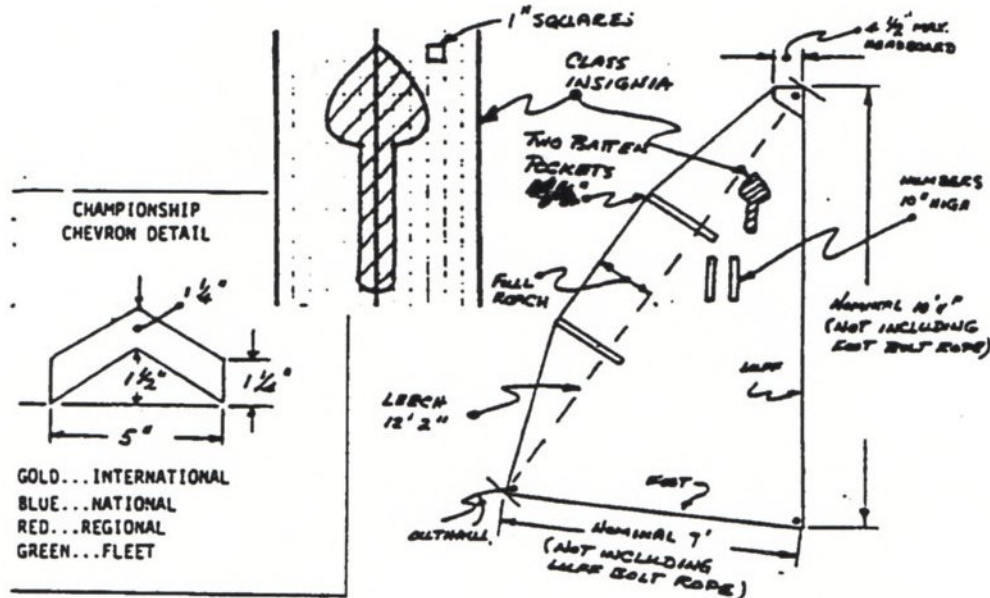 1" SQUARES
4 1/2" MAX.
HEADBOARD
CLASS
INSIGNIA
TWO BATTEN
POCKETS
NUMBERS
10" HIGH
CHAMPIONSHIP
CHEVRON DETAIL
1 1/4"
1 1/2"
1 1/4"
5"
FULL
ROACH
NOMINAL
(NOT INCLUDING
FOOT BOLT ROPE)
LUFF
LEECH
12' 2"
GOLD...INTERNATIONAL
BLUE...NATIONAL
RED...REGIONAL
GREEN...FLEET
FOOT
OUTHAUL
NOMINAL 7'
(NOT INCLUDING
LUFF BOLT ROPE)